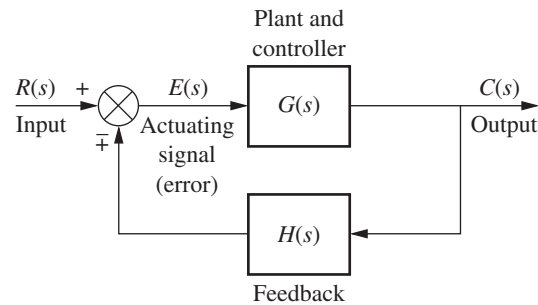 Plant and
controller
R(s) + E(s) G(s) C(s)
Input ∓ Actuating Output
signal
(error)
H(s)
Feedback